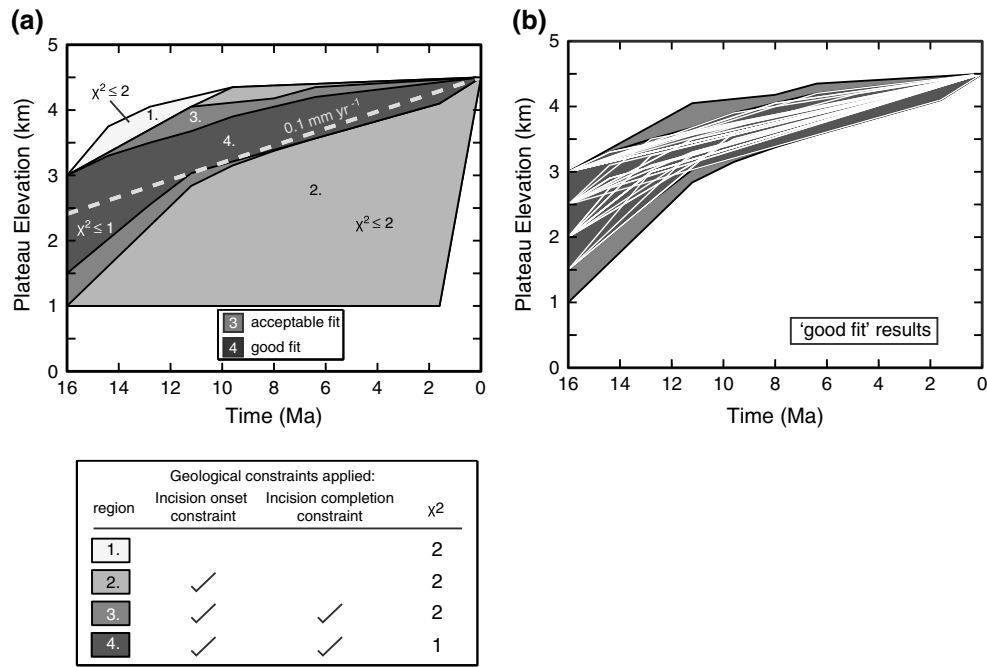 (a)
5
4
3
2
1
0
Plateau Elevation (km)
χ² ≤ 2
1.
3.
0.1 mm yr⁻¹
4.
2.
χ² ≤ 2
χ² ≤ 1
3 acceptable fit
4. good fit
16 14 12 10 8 6 4 2 0
Time (Ma)
(b)
5
4
3
2
1
0
Plateau Elevation (km)
'good fit' results
16 14 12 10 8 6 4 2 0
Time (Ma)
Geological constraints applied:
region Incision onset constraint Incision completion constraint χ2
1. 2
2. ✓ 2
3. ✓ ✓ 2
4. ✓ ✓ 1